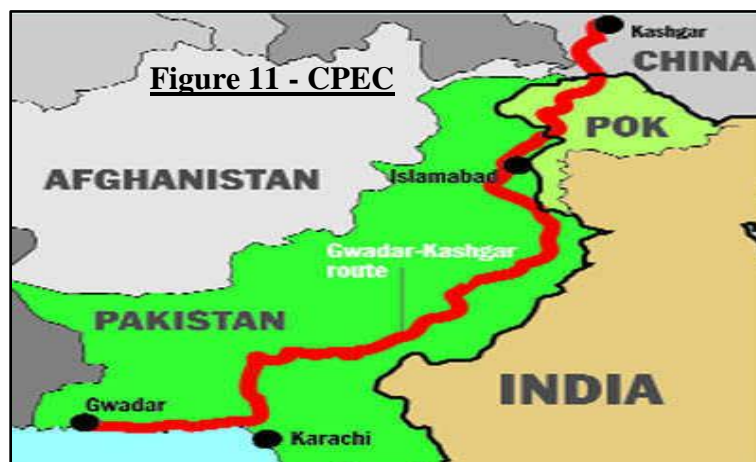 Kashgar
CHINA
Figure 11 - CPEC
POK
AFGHANISTAN
Islamabad
Gwadar-Kashgar
route
PAKISTAN
INDIA
Gwadar
Karachi